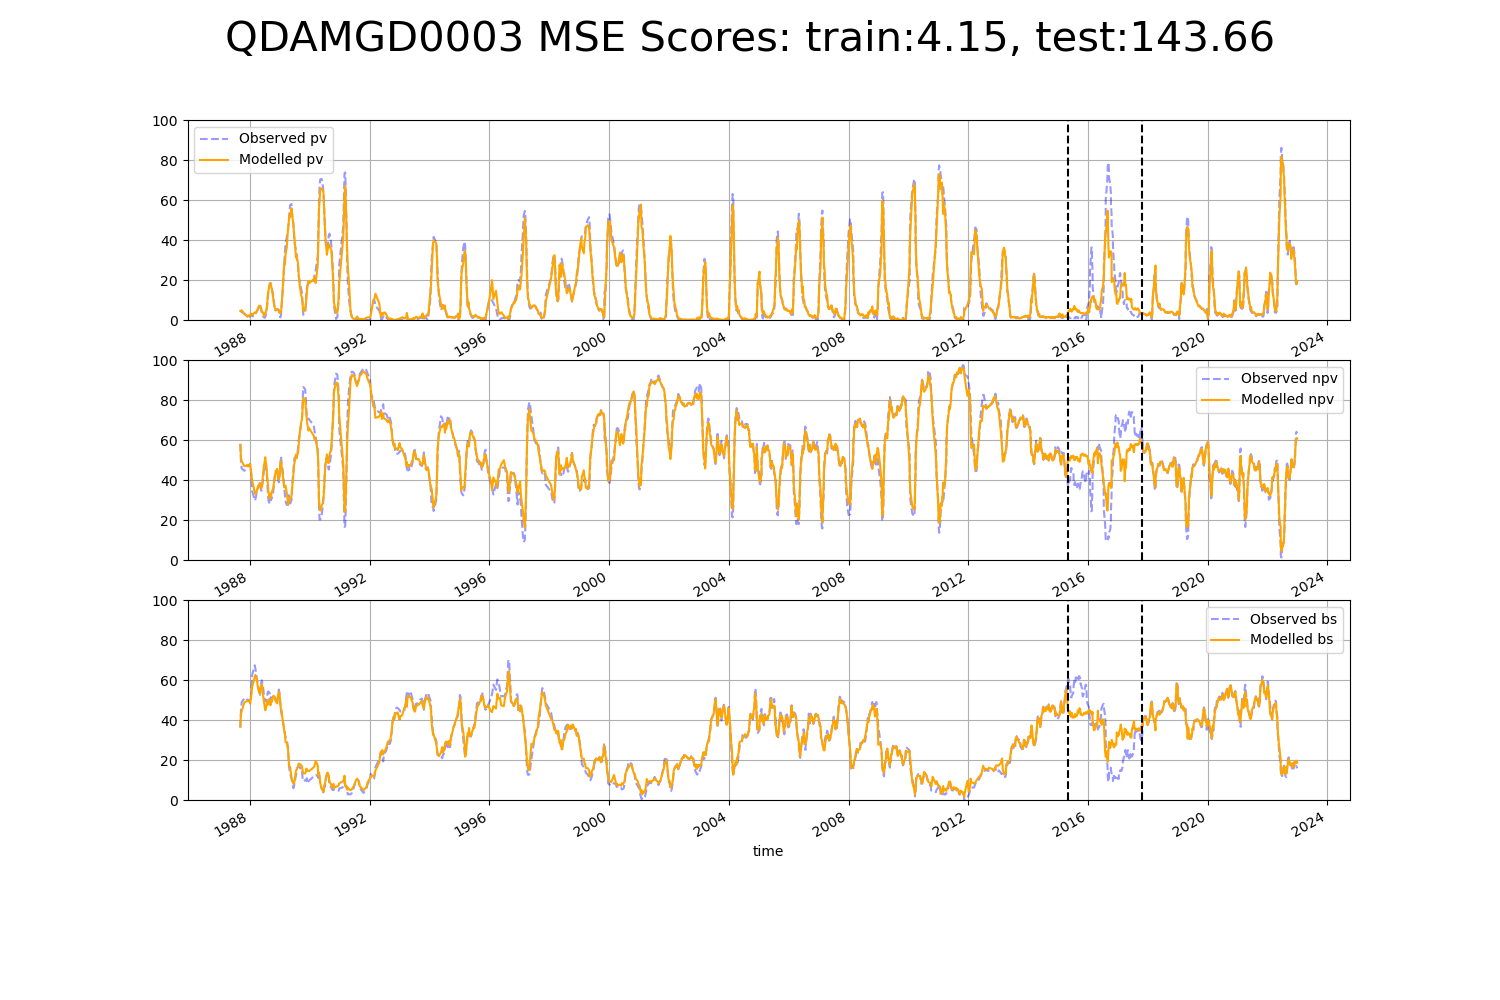 QDAMGD0003 MSE Scores: train:4.15, test:143.66
100
80
60
40
20
0
Observed pv
Modelled pv
1988 1992 1996 2000 2004 2008 2012 2016 2020 2024
100
80
60
40
20
0
Observed npv
Modelled npv
1988 1992 1996 2000 2004 2008 2012 2016 2020 2024
100
80
60
40
20
0
Observed bs
Modelled bs
1988 1992 1996 2000 2004 2008 2012 2016 2020 2024
time